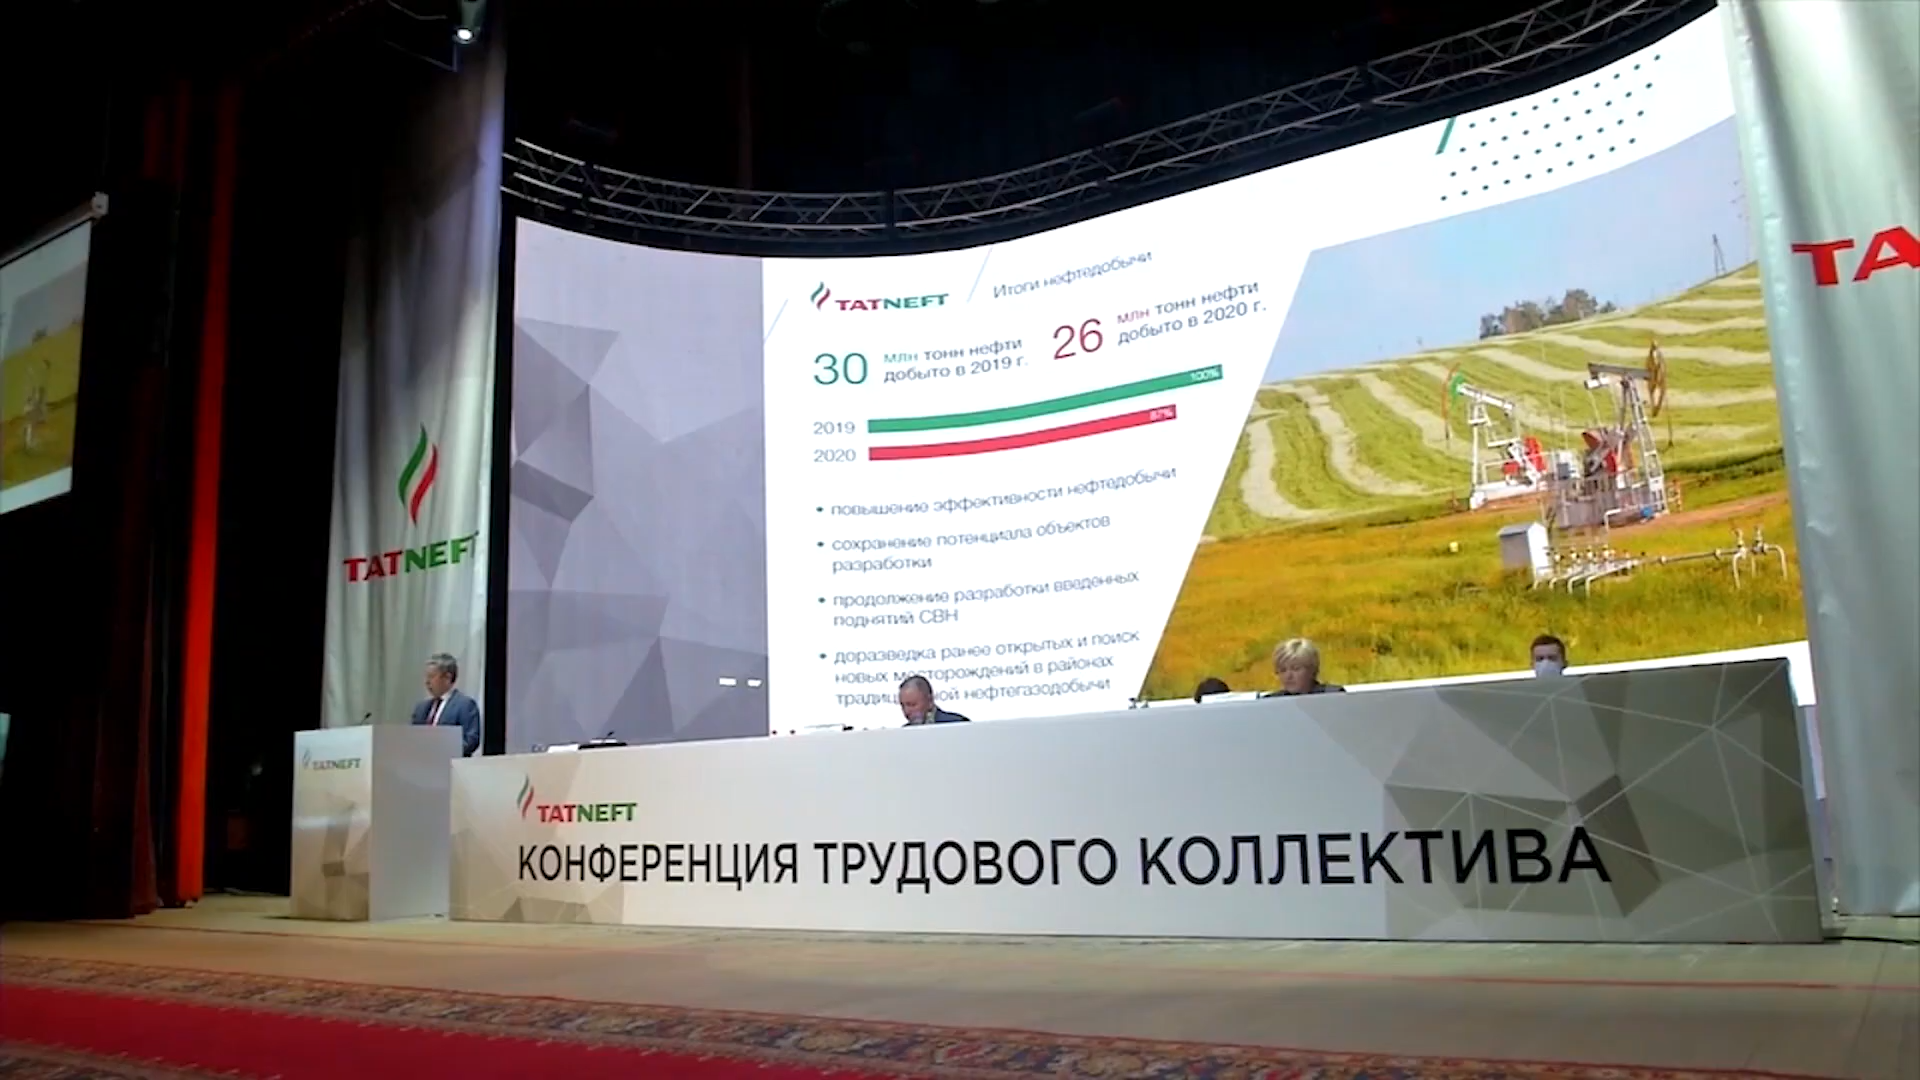 TATNEFT
Итоги нефтедобычи
30 млн тонн нефти
добыто в 2019 г.
26 млн тонн нефти
добыто в 2020 г.
2019 100%
2020 87%
• повышение эффективности нефтедобычи
• сохранение потенциала объектов
разработки
• продолжение разработки введенных
поднятий СВН
• доразведка ранее открытых и поиск
новых месторождений в районах
нефтегазодобычи
TATNEFT
TA
TATNEFT
TATNEFT
КОНФЕРЕНЦИЯ ТРУДОВОГО КОЛЛЕКТИВА